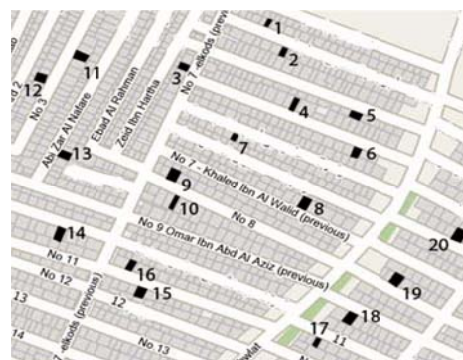 1
2
No 7 - elkods (previ
3
11
12
No 3
Abi Zar Al Nafare
Ebad Al Rahman
Zeid Ibn Hartha
4
5
6
7
13
No 7 - Khaled Ibn Al Walid (previous)
9
10
8
No 8
No 9 Omar Ibn Abd Al Aziz (previous)
20
14
No 11
No 12
16
15
12
13
14
elkods (previous)
No 13
19
18
17
11